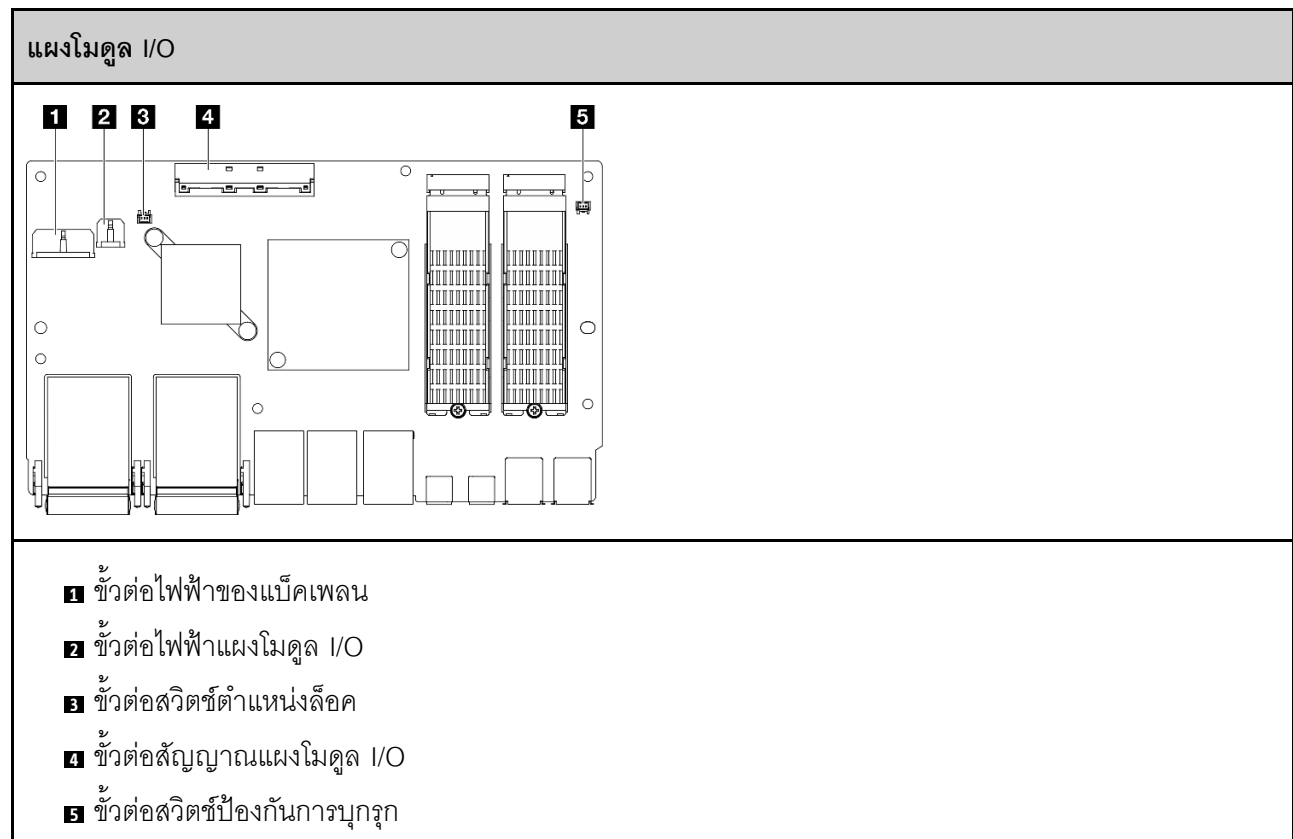 แผงโมดูล I/O
1 2 3 4 5
1 ขั้วต่อไฟฟ้าของแบ็คเพลน
2 ขั้วต่อไฟฟ้าแผงโมดูล I/O
3 ขั้วต่อสวิตช์ตำแหน่งล็อค
4 ขั้วต่อสัญญาณแผงโมดูล I/O
5 ขั้วต่อสวิตช์ป้องกันการบุกรุก